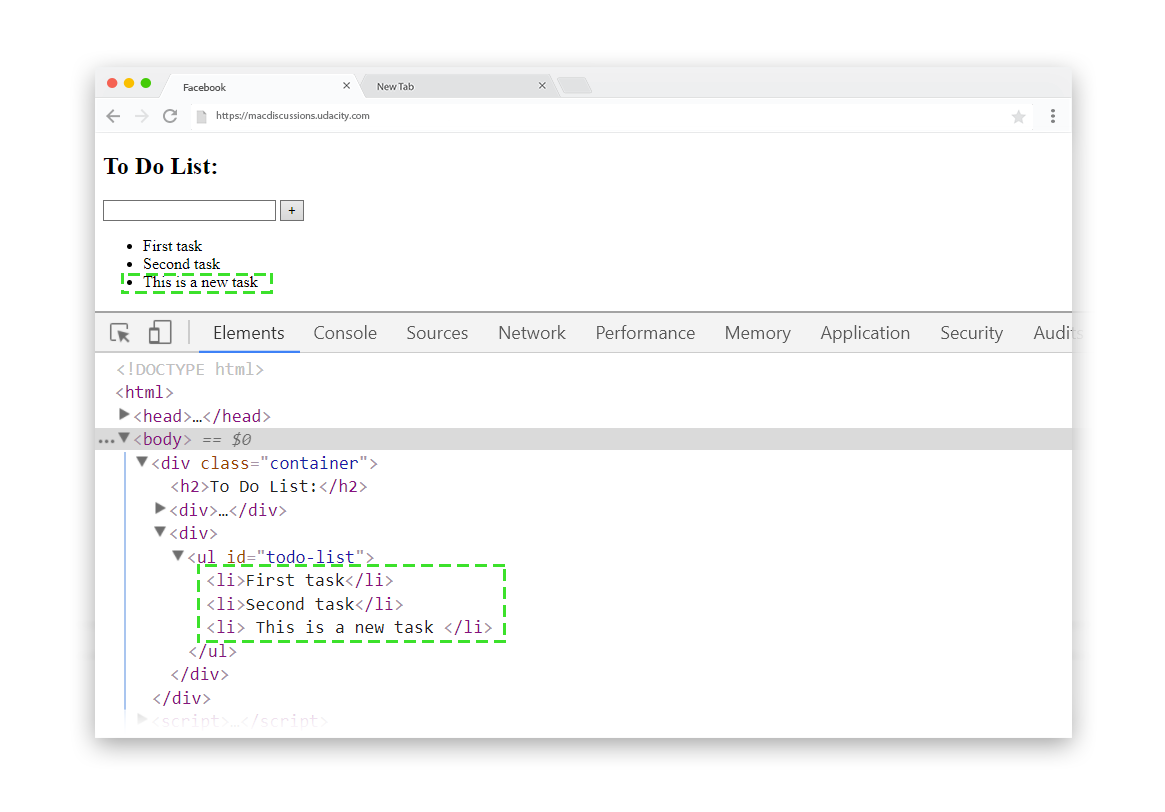 Facebook
New Tab
https://macdiscussions.udacity.com
To Do List:
+
First task
Second task
This is a new task
Elements Console Sources Network Performance Memory Application Security Audits
<!DOCTYPE html>
<html>
<head>…</head>
<body> == $0
<div class="container">
<h2>To Do List:</h2>
<div>…</div>
<div>
<ul id="todo-list">
<li>First task</li>
<li>Second task</li>
<li> This is a new task </li>
</ul>
</div>
</div>
<script>…</script>